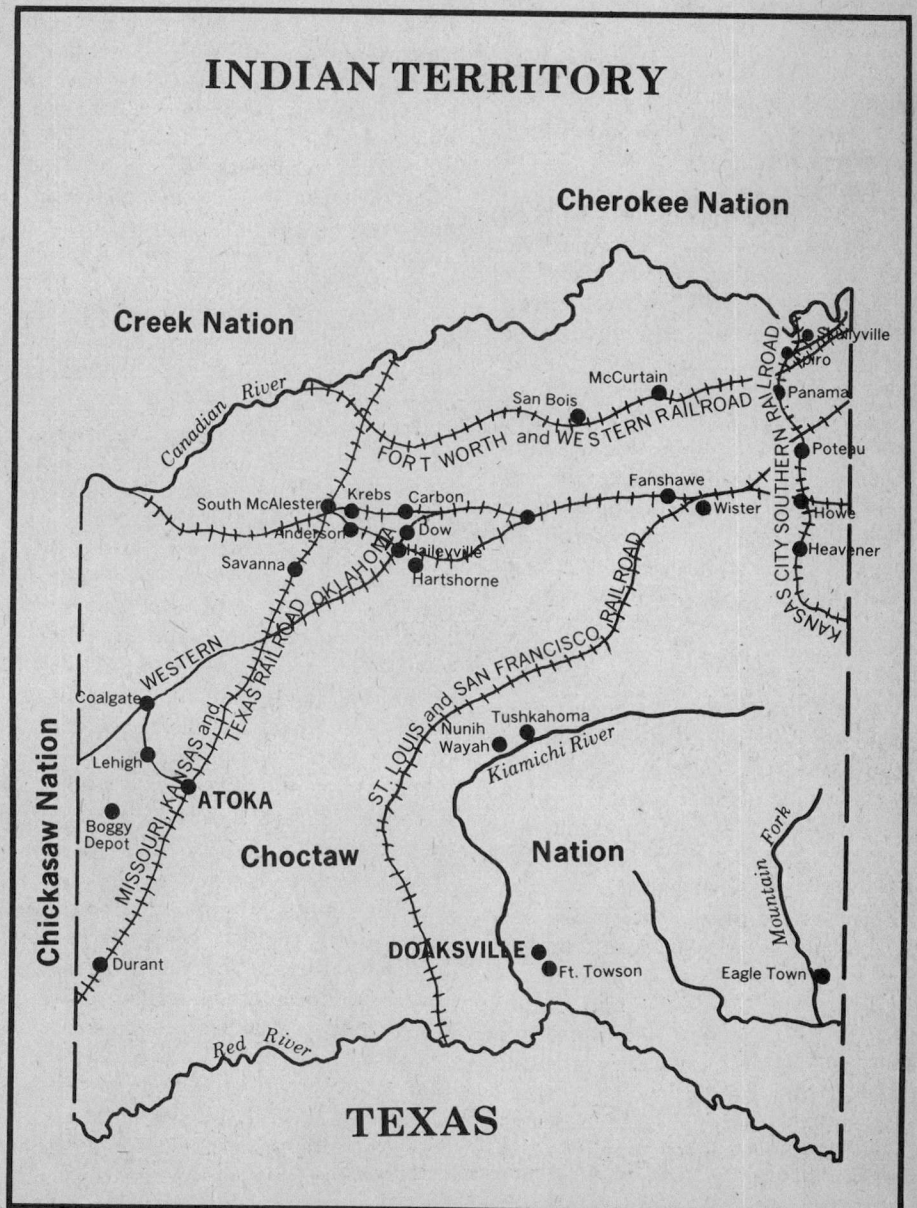 INDIAN TERRITORY
Cherokee Nation
Creek Nation
Canadian River
Skullyville
Spiro
McCurtain
Panama
San Bois
FORT WORTH and WESTERN RAILROAD
KANSAS CITY SOUTHERN RAILROAD
Poteau
Fanshawe
South McAlester
Krebs
Carbon
Wister
Howe
Anderson
Dow
Haileyville
Heavener
Savanna
Hartshorne
WESTERN OKLAHOMA
KANSAS
Coalgate
MISSOURI, KANSAS and
TEXAS RAILROAD
ST. LOUIS and SAN FRANCISCO RAILROAD
Nunih
Wayah
Tushkahoma
Kiamichi River
Lehigh
ATOKA
Boggy
Depot
Chickasaw Nation
Choctaw
Nation
Mountain Fork
DOAKSVILLE
Ft. Towson
Eagle Town
Durant
Red River
TEXAS